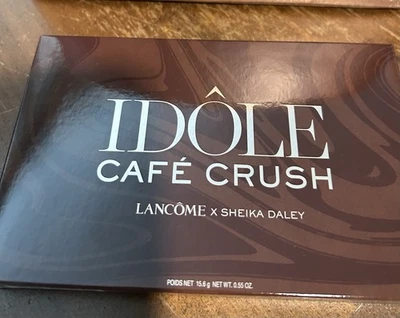 IDÔLE
CAFÉ CRUSH
LANCÔME X SHEIKA DALEY
POIDS NET 15.6 g NET WT. 0.55 OZ.